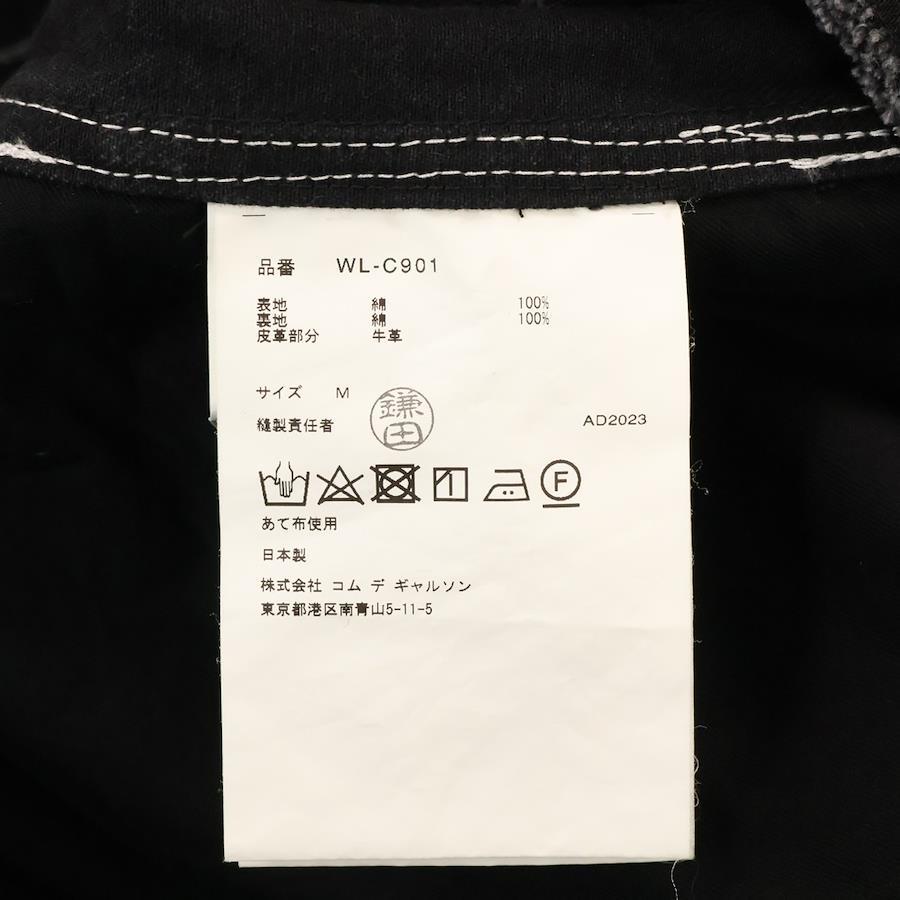 品番 WL-C901
表地 綿 100%
裏地 綿 100%
皮革部分 牛革
サイズ M
縫製責任者 鎌田 AD2023
F
あて布使用
日本製
株式会社 コム デ ギャルソン
東京都港区南青山5-11-5